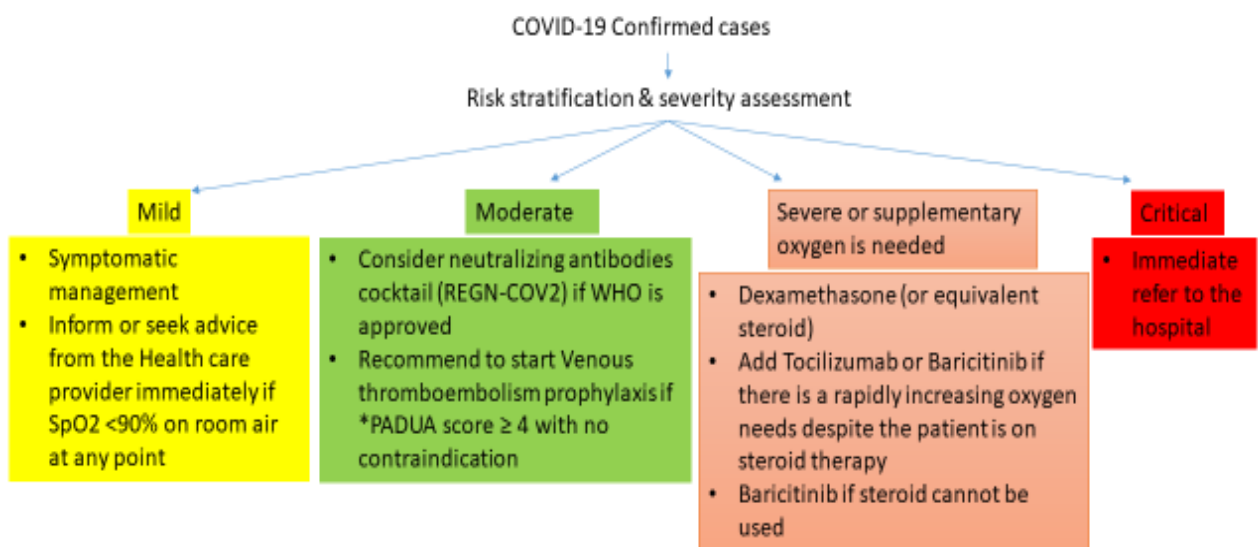 COVID-19 Confirmed cases
Risk stratification & severity assessment
Mild
• Symptomatic
management
• Inform or seek advice
from the Health care
provider immediately if
SpO2 <90% on room air
at any point
Moderate
• Consider neutralizing antibodies
cocktail (REGN-COV2) if WHO is
approved
• Recommend to start Venous
thromboembolism prophylaxis if
*PADUA score ≥ 4 with no
contraindication
Severe or supplementary
oxygen is needed
• Dexamethasone (or equivalent
steroid)
• Add Tocilizumab or Baricitinib if
there is a rapidly increasing oxygen
needs despite the patient is on
steroid therapy
• Baricitinib if steroid cannot be
used
Critical
• Immediate
refer to the
hospital